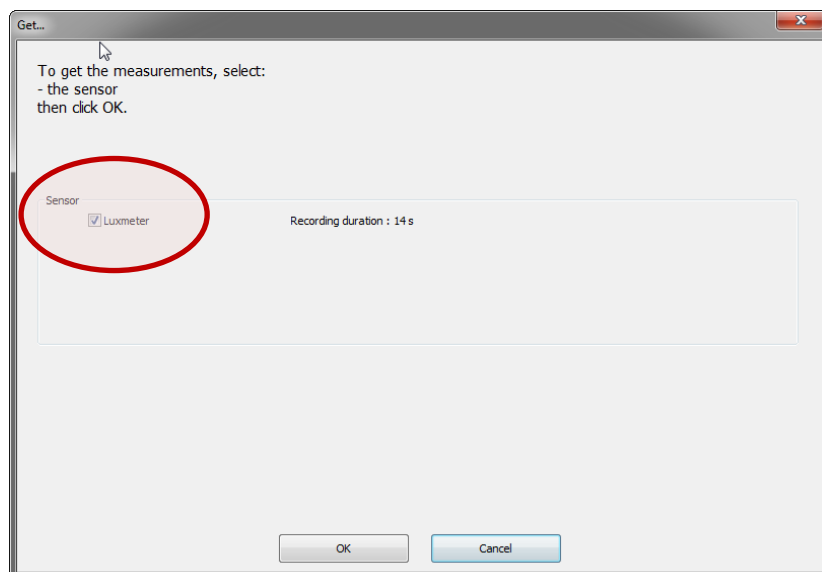 Get...
To get the measurements, select:
- the sensor
then click OK.
Sensor
Luxmeter Recording duration : 14 s
OK Cancel